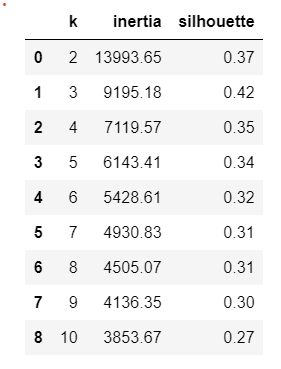 k inertia silhouette
0 2 13993.65 0.37
1 3 9195.18 0.42
2 4 7119.57 0.35
3 5 6143.41 0.34
4 6 5428.61 0.32
5 7 4930.83 0.31
6 8 4505.07 0.31
7 9 4136.35 0.30
8 10 3853.67 0.27